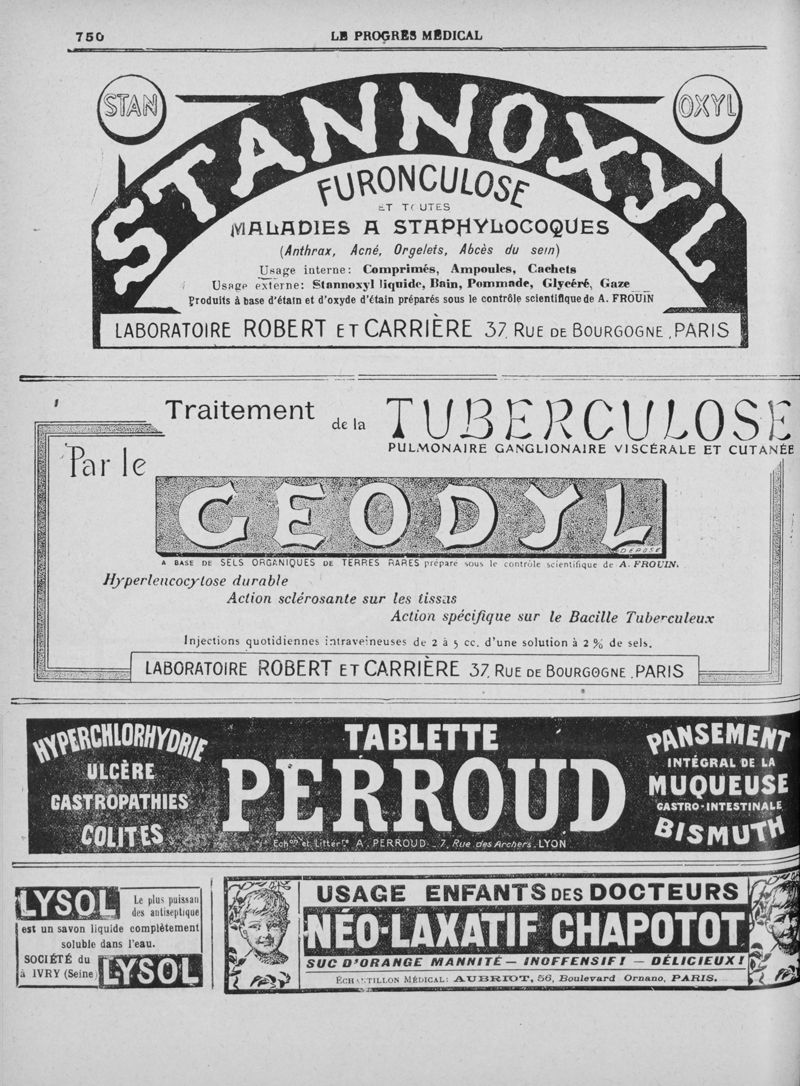 750
LE PROGRÈS MÉDICAL
STAN
OXYL
STANNOXYL
FURONCULOSE
ET TOUTES
MALADIES A STAPHYLOCOQUES
(Anthrax, Acné, Orgelets, Abcès du sein)
Usage interne: Comprimés, Ampoules, Cachets
Usage externe: Stannoxyl liquide, Bain, Pommade, Glycéré, Gaze
Produits à base d'étain et d'oxyde d'étain préparés sous le contrôle scientifique de A. FROUIN
LABORATOIRE ROBERT ET CARRIÈRE 37, RUE DE BOURGOGNE, PARIS
Traitement de la TUBERCULOSE
PULMONAIRE GANGLIONAIRE VISCÉRALE ET CUTANÉE
Par le
GEODYL
DÉPOSÉ
A BASE DE SELS ORGANIQUES DE TERRES RARES préparé sous le contrôle scientifique de A. FROUIN.
Hyperleucocytose durable
Action sclérosante sur les tissus
Action spécifique sur le Bacille Tuberculeux
Injections quotidiennes intraveineuses de 2 à 5 cc. d'une solution à 2 % de sels.
LABORATOIRE ROBERT ET CARRIÈRE 37, RUE DE BOURGOGNE, PARIS
HYPERCHLORHYDRIE
ULCÈRE
GASTROPATHIES
COLITES
TABLETTE
PERROUD
Échon et Littérre A. PERROUD_7, Rue des Archers. LYON
PANSEMENT
INTÉGRAL DE LA
MUQUEUSE
GASTRO-INTESTINALE
BISMUTH
LYSOL
Le plus puissan
des antiseptique
est un savon liquide complètement
soluble dans l'eau.
SOCIÉTÉ du
à IVRY (Seine) LYSOL
USAGE ENFANTS DES DOCTEURS
NÉO-LAXATIF CHAPOTOT
SUC D'ORANGE MANNITÉ — INOFFENSIF! — DÉLICIEUX!
ÉCHANTILLON MÉDICAL: AUBRIOT, 56, Boulevard Ornano, PARIS.